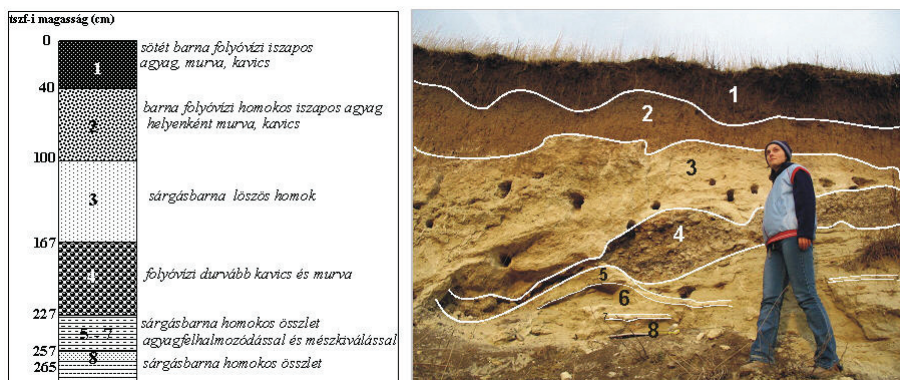 tszf-i magasság (cm)
0
sötét barna folyóvízi iszapos
agyag, murva, kavics
1
40
barna folyóvízi homokos iszapos agyag
helyenként murva, kavics
2
100
3
sárgásbarna löszös homok
167
4
folyóvízi durvább kavics és murva
227
sárgásbarna homokos összlet
5 - 7
agyagfelhalmozódással és mészkiválással
257
8
sárgásbarna homokos összlet
265
1
2
3
4
5
6
7
8